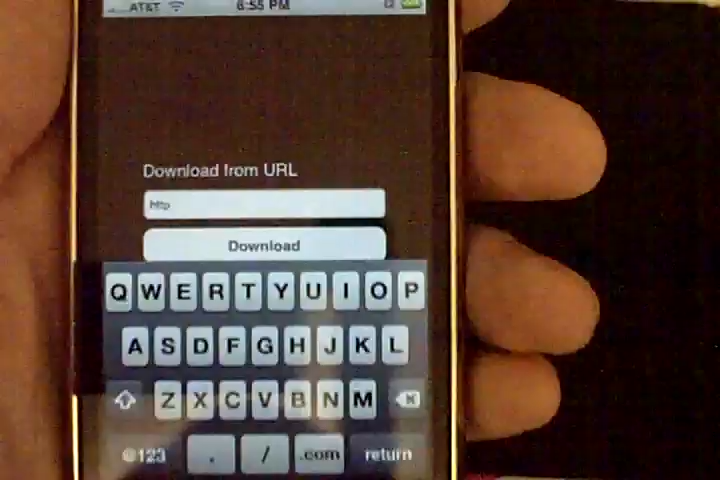 AT&T 6:55 PM
Download from URL
http
Download
Q W E R T Y U I O P
A S D F G H J K L
Z X C V B N M
@123 . / .com return